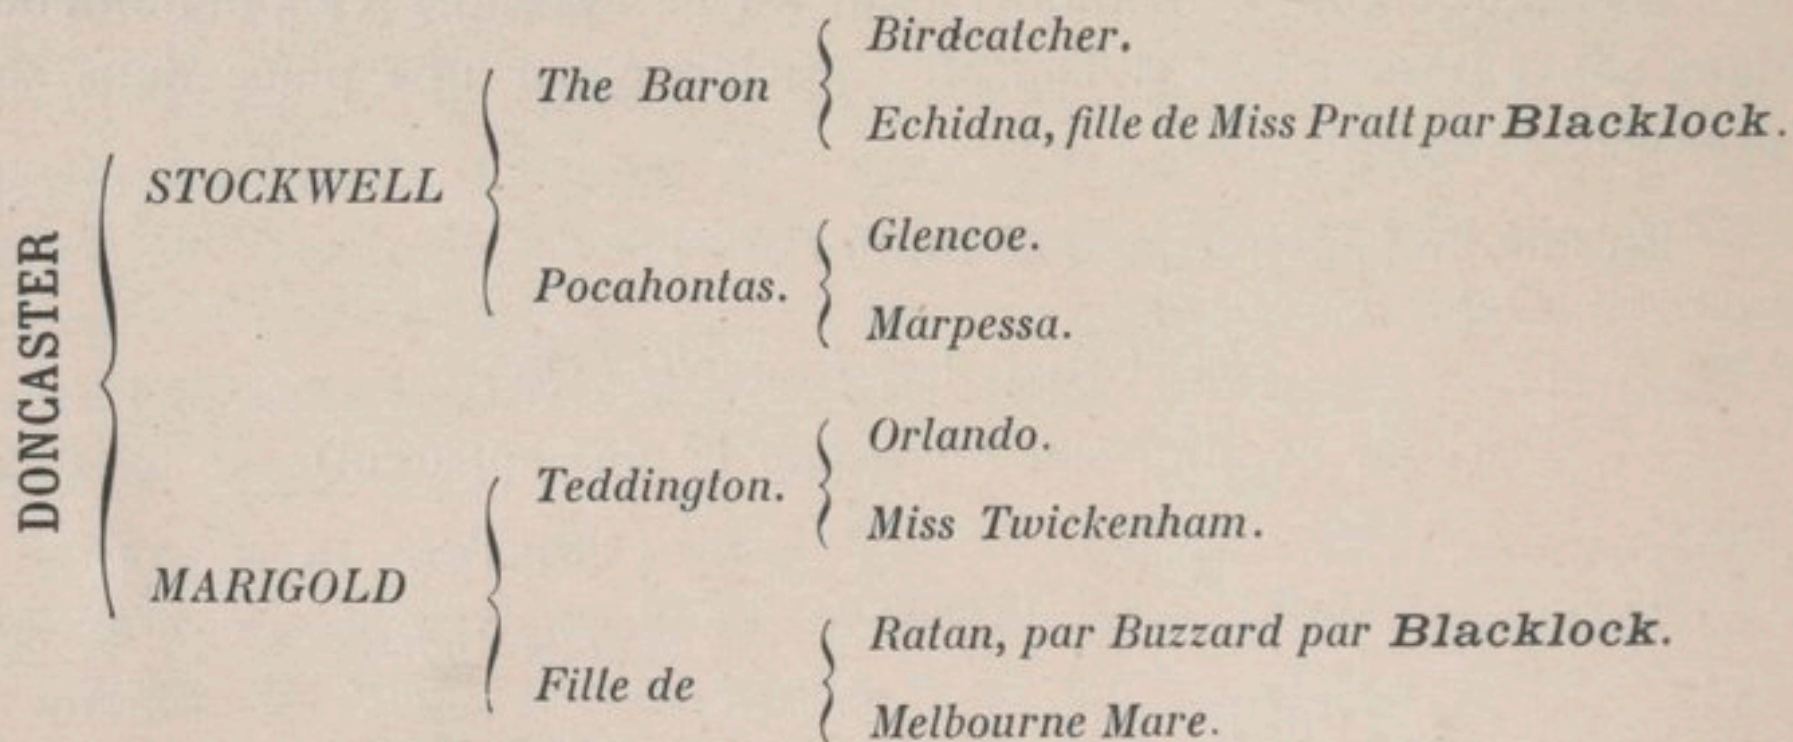 DONCASTER
STOCKWELL
The Baron
Birdcatcher.
Echidna, fille de Miss Pratt par Blacklock.
Pocahontas.
Glencoe.
Marpessa.
MARIGOLD
Teddington.
Orlando.
Miss Twickenham.
Fille de
Ratan, par Buzzard par Blacklock.
Melbourne Mare.